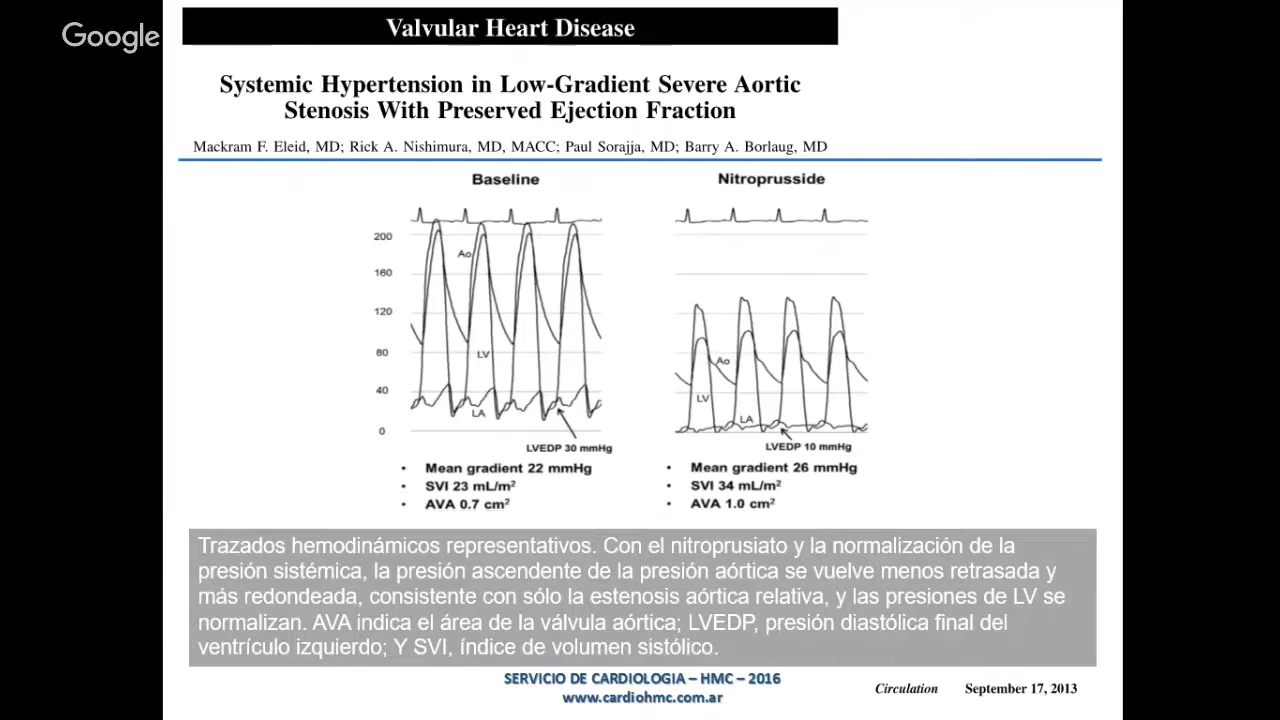 Google
Valvular Heart Disease
Systemic Hypertension in Low-Gradient Severe Aortic
Stenosis With Preserved Ejection Fraction
Mackram F. Eleid, MD; Rick A. Nishimura, MD, MACC; Paul Sorajja, MD; Barry A. Borlaug, MD
Baseline
200
160
120
80
40
0
Ao
LV
LA
LVEDP 30 mmHg
• Mean gradient 22 mmHg
• SVI 23 mL/m²
• AVA 0.7 cm²
Nitroprusside
Ao
LV
LA
LVEDP 10 mmHg
• Mean gradient 26 mmHg
• SVI 34 mL/m²
• AVA 1.0 cm²
Trazados hemodinámicos representativos. Con el nitroprusiato y la normalización de la
presión sistémica, la presión ascendente de la presión aórtica se vuelve menos retrasada y
más redondeada, consistente con sólo la estenosis aórtica relativa, y las presiones de LV se
normalizan. AVA indica el área de la válvula aórtica; LVEDP, presión diastólica final del
ventrículo izquierdo; Y SVI, índice de volumen sistólico.
SERVICIO DE CARDIOLOGIA – HMC – 2016
www.cardiohmc.com.ar
Circulation September 17, 2013